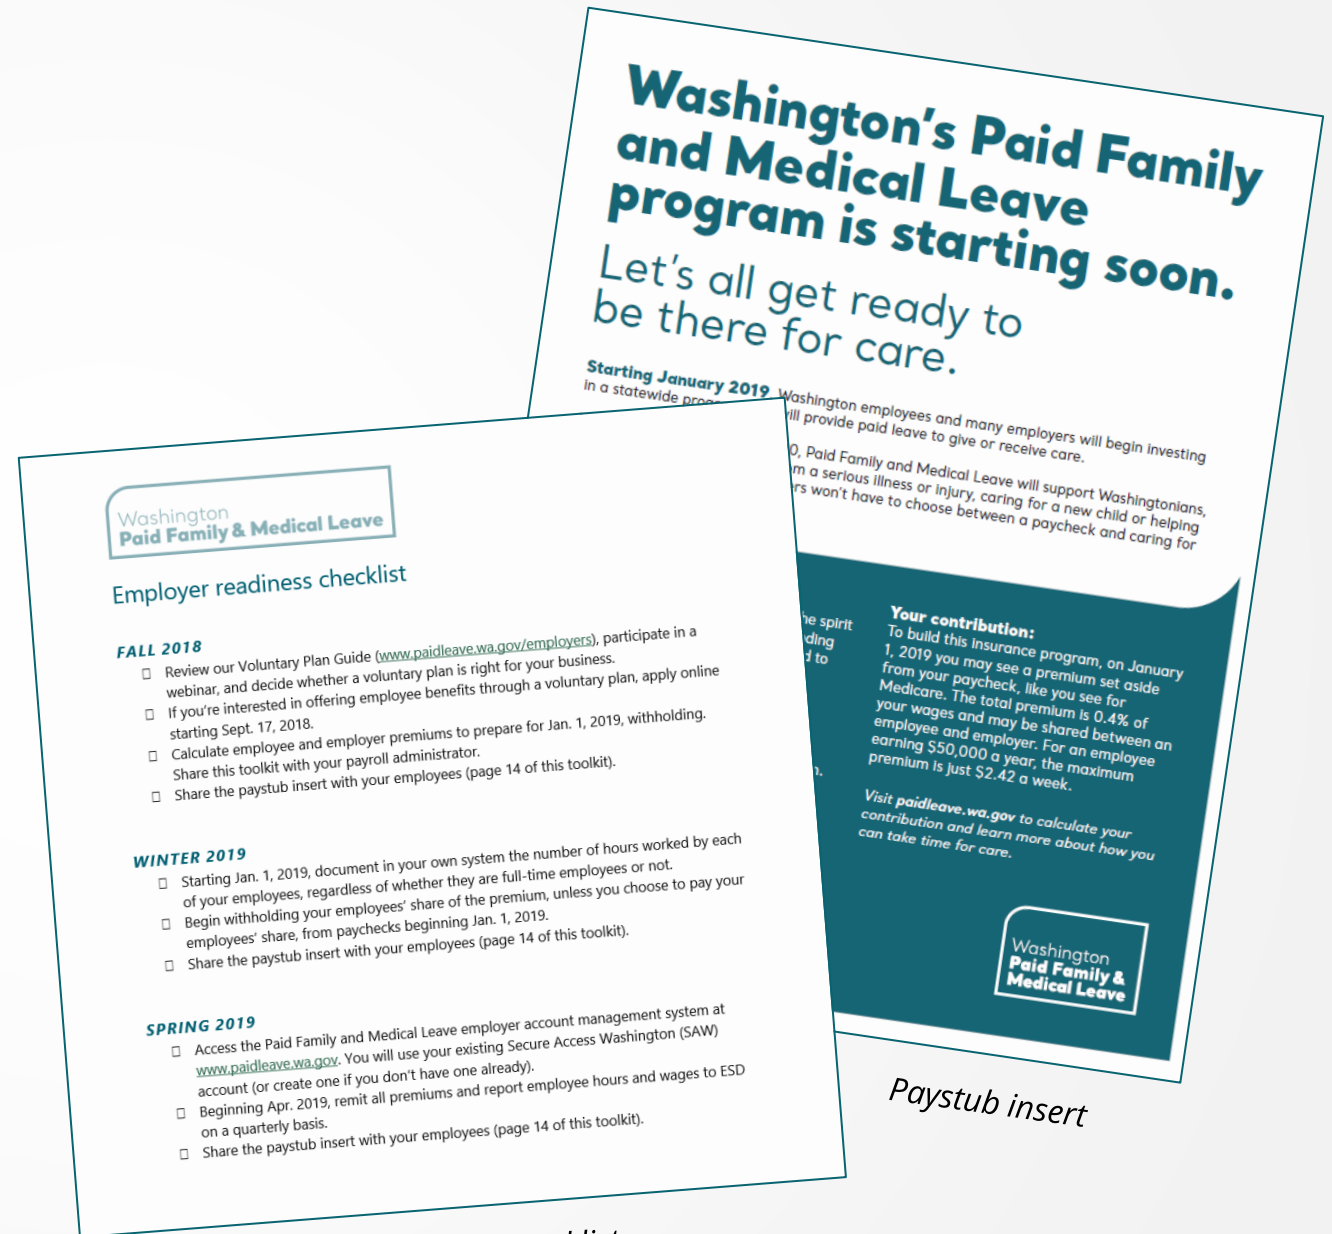 Washington's Paid Family
and Medical Leave
program is starting soon.
Let's all get ready to
be there for care.
Starting January 2019 Washington employees and many employers will begin investing
in a statewide will provide paid leave to give or receive care.
Paid Family and Medical Leave will support Washingtonians,
a serious illness or injury, caring for a new child or helping
won't have to choose between a paycheck and caring for
spirit
to
Your contribution:
To build this insurance program, on January
1, 2019 you may see a premium set aside
from your paycheck, like you see for
Medicare. The total premium is 0.4% of
your wages and may be shared between an
employee and employer. For an employee
earning $50,000 a year, the maximum
premium is just $2.42 a week.
Visit paidleave.wa.gov to calculate your
contribution and learn more about how you
can take time for care.
Washington
Paid Family &
Medical Leave
Paystub insert
Washington
Paid Family & Medical Leave
Employer readiness checklist
FALL 2018
Review our Voluntary Plan Guide (www.paidleave.wa.gov/employers), participate in a
webinar, and decide whether a voluntary plan is right for your business.
If you're interested in offering employee benefits through a voluntary plan, apply online
starting Sept. 17, 2018.
Calculate employee and employer premiums to prepare for Jan. 1, 2019, withholding.
Share this toolkit with your payroll administrator.
Share the paystub insert with your employees (page 14 of this toolkit).
WINTER 2019
Starting Jan. 1, 2019, document in your own system the number of hours worked by each
of your employees, regardless of whether they are full-time employees or not.
Begin withholding your employees' share of the premium, unless you choose to pay your
employees' share, from paychecks beginning Jan. 1, 2019.
Share the paystub insert with your employees (page 14 of this toolkit).
SPRING 2019
Access the Paid Family and Medical Leave employer account management system at
www.paidleave.wa.gov. You will use your existing Secure Access Washington (SAW)
account (or create one if you don't have one already).
Beginning Apr. 2019, remit all premiums and report employee hours and wages to ESD
on a quarterly basis.
Share the paystub insert with your employees (page 14 of this toolkit).